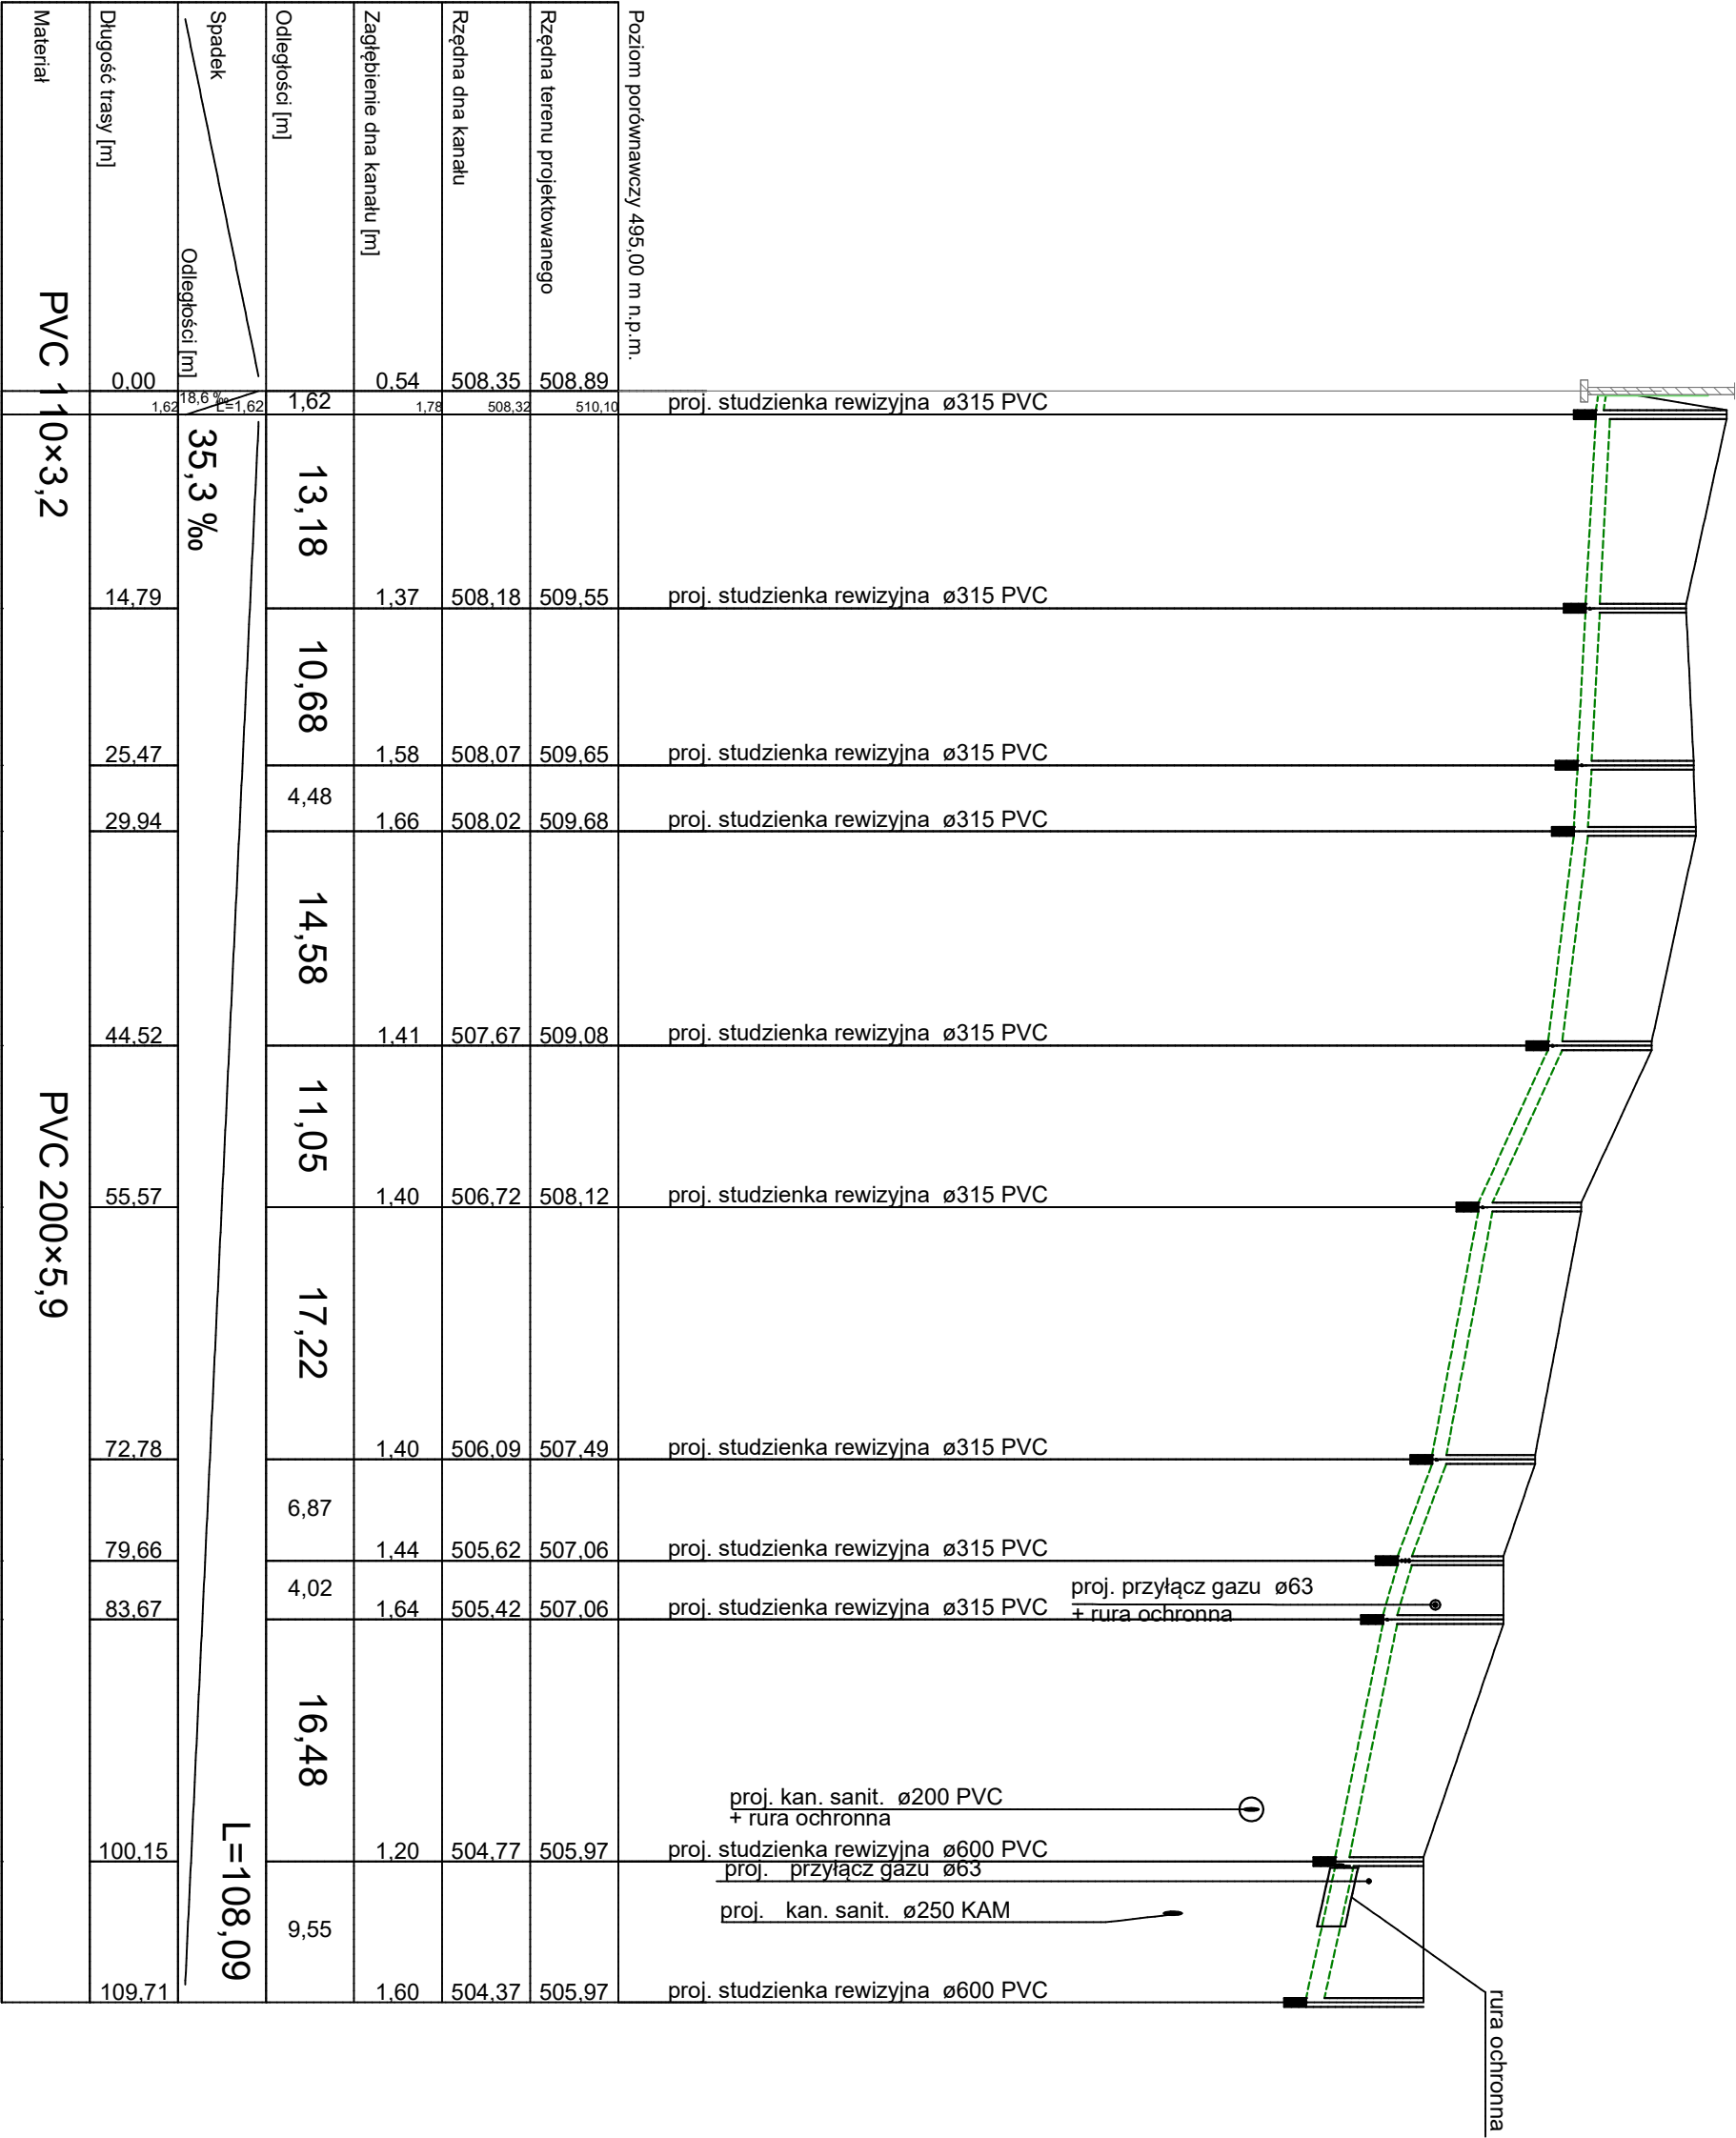 Poziom porównawczy 495,00 m n.p.m.
Rzędna terenu projektowanego
508,89
510,10
509,55
509,65
509,68
509,08
508,12
507,49
507,06
507,06
505,97
505,97
Rzędna dna kanału
508,35
508,32
508,18
508,07
508,02
507,67
506,72
506,09
505,62
505,42
504,77
504,37
Zagłębienie dna kanału [m]
0,54
1,78
1,37
1,58
1,66
1,41
1,40
1,40
1,44
1,64
1,20
1,60
Odległości [m]
1,62
13,18
10,68
4,48
14,58
11,05
17,22
6,87
4,02
16,48
9,55
Spadek
Odległości [m]
18,6 ‰
L=1,62
35,3 ‰
L=108,09
Długość trasy [m]
0,00
1,62
14,79
25,47
29,94
44,52
55,57
72,78
79,66
83,67
100,15
109,71
Materiał
PVC 110×3,2
PVC 200×5,9
proj. studzienka rewizyjna ø315 PVC
proj. studzienka rewizyjna ø315 PVC
proj. studzienka rewizyjna ø315 PVC
proj. studzienka rewizyjna ø315 PVC
proj. studzienka rewizyjna ø315 PVC
proj. studzienka rewizyjna ø315 PVC
proj. studzienka rewizyjna ø315 PVC
proj. studzienka rewizyjna ø315 PVC
proj. przyłącz gazu ø63
+ rura ochronna
proj. studzienka rewizyjna ø315 PVC
proj. kan. sanit. ø200 PVC
+ rura ochronna
proj. studzienka rewizyjna ø600 PVC
proj. przyłącz gazu ø63
proj. kan. sanit. ø250 KAM
proj. studzienka rewizyjna ø600 PVC
rura ochronna